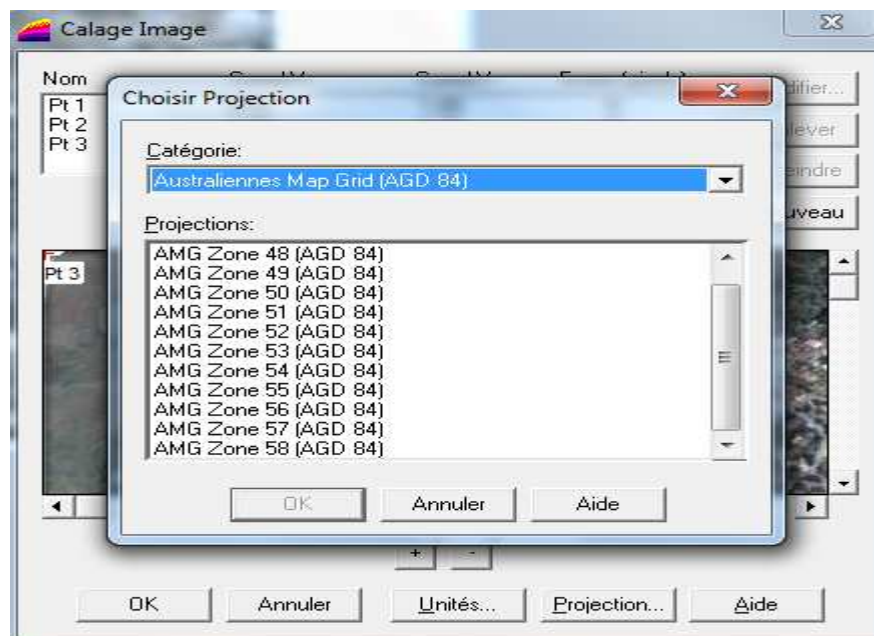 Calage Image
Nom
Choisir Projection
Pt 1
Pt 2
Pt 3
Catégorie:
Australiennes Map Grid (AGD 84)
Projections:
AMG Zone 48 (AGD 84)
AMG Zone 49 (AGD 84)
AMG Zone 50 (AGD 84)
AMG Zone 51 (AGD 84)
AMG Zone 52 (AGD 84)
AMG Zone 53 (AGD 84)
AMG Zone 54 (AGD 84)
AMG Zone 55 (AGD 84)
AMG Zone 56 (AGD 84)
AMG Zone 57 (AGD 84)
AMG Zone 58 (AGD 84)
OK Annuler Aide
difier...
lever
eindre
uveau
Pt 3
+ -
OK Annuler Unités... Projection... Aide